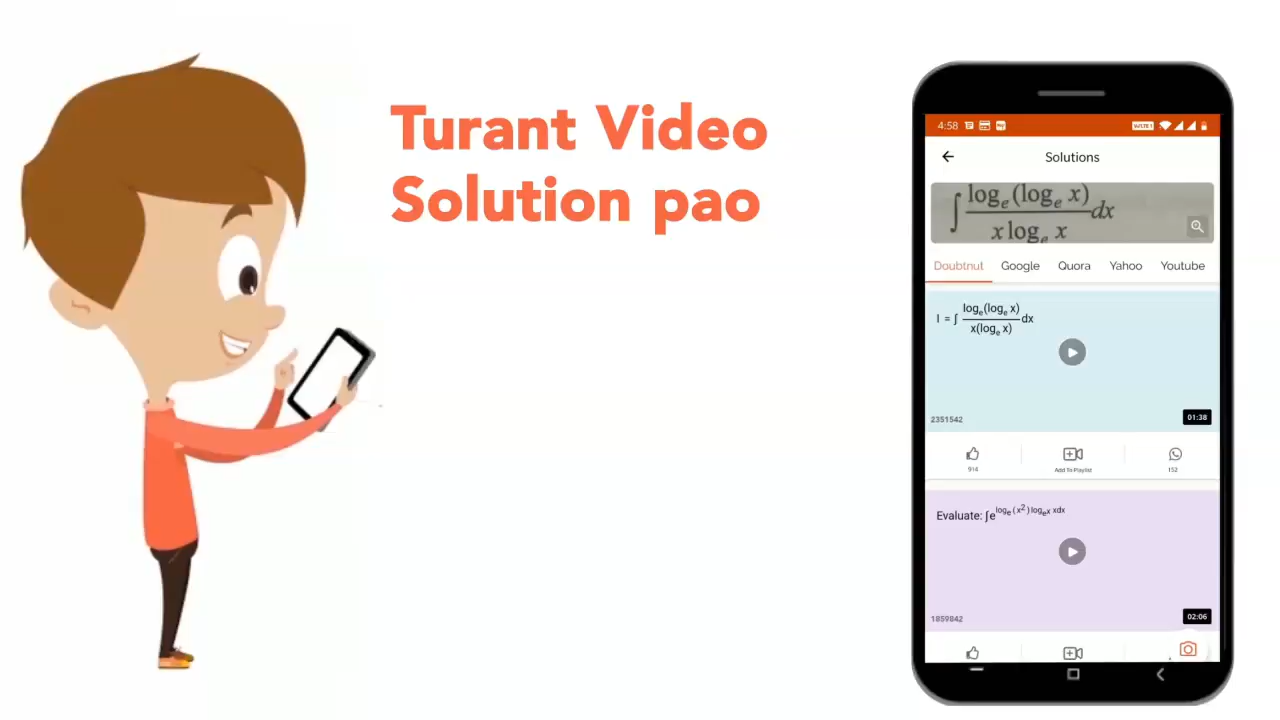 Turant Video
Solution pao
4:58
VoLTE1
Solutions
∫ logₑ(logₑ x) / x logₑ x dx
Doubtnut Google Quora Yahoo Youtube
I = ∫ logₑ(logₑ x) / x(logₑ x) dx
2351542 01:38
914 Add To Playlist 152
Evaluate: ∫e^logₑ(x²)logₑx xdx
1859842 02:06